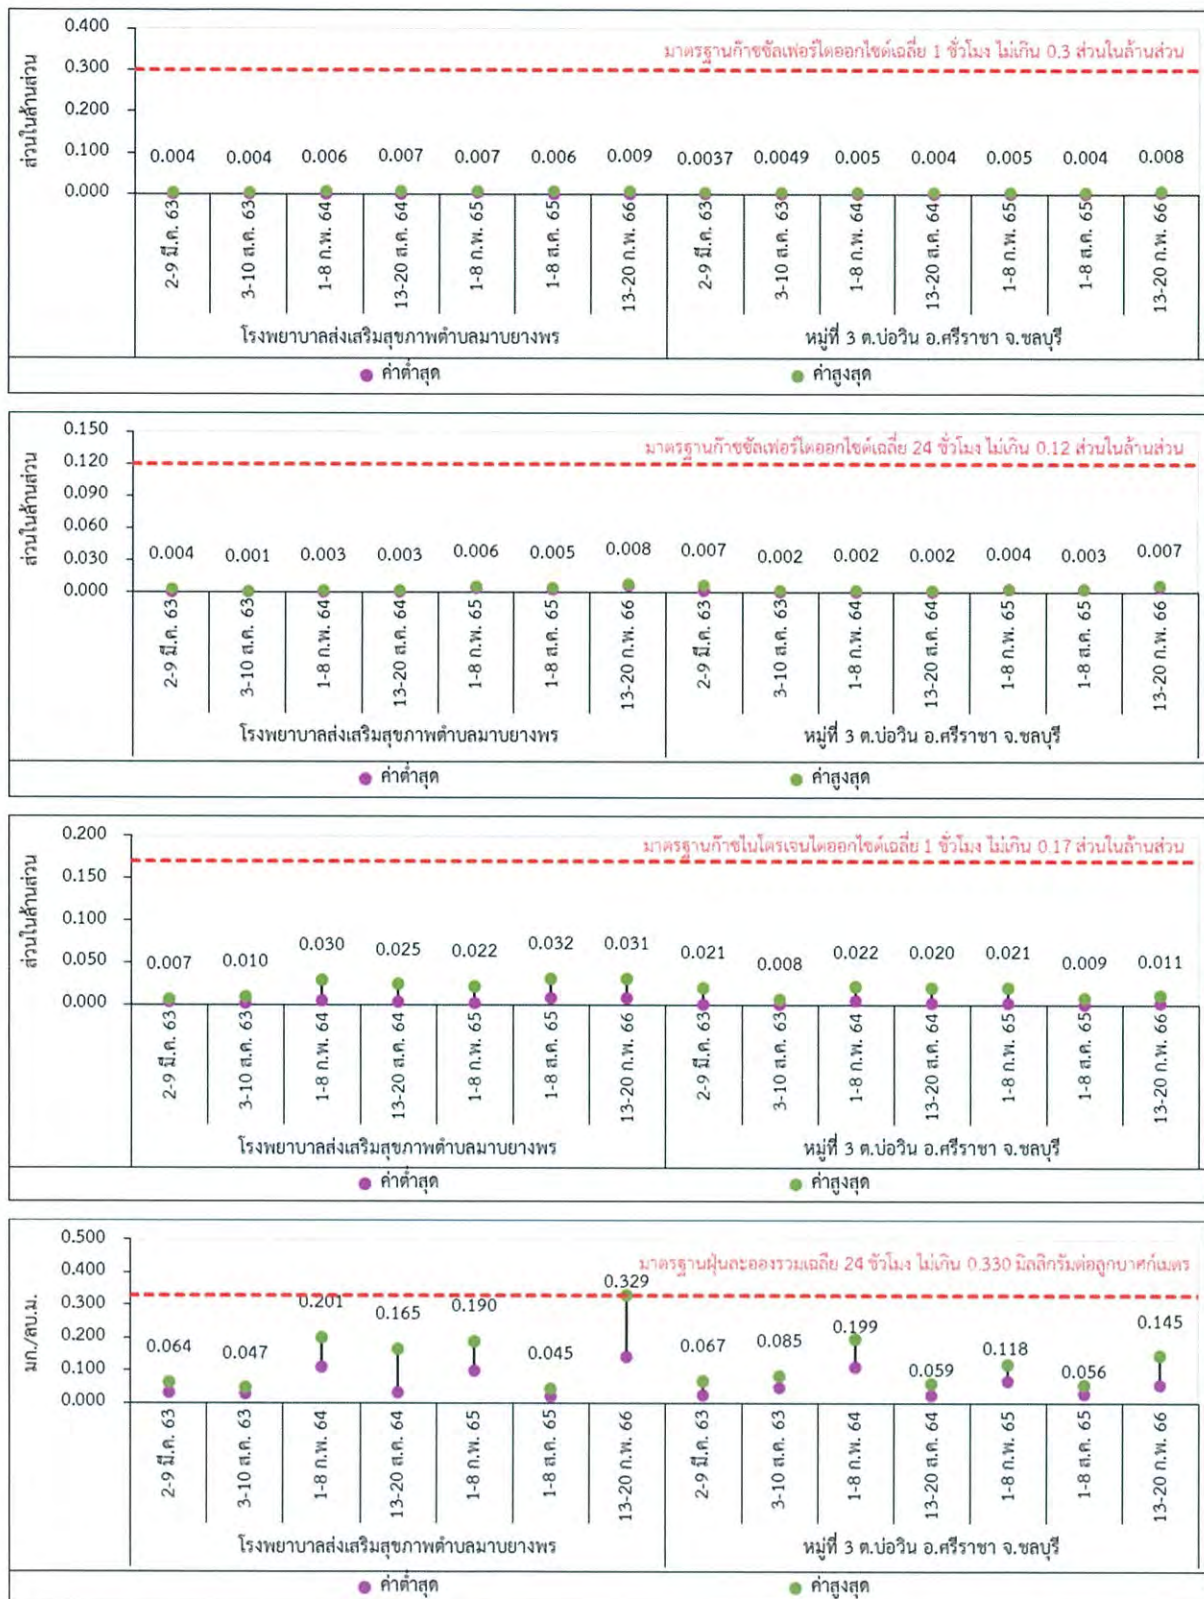 มาตรฐานก๊าซซัลเฟอร์ไดออกไซด์เฉลี่ย 1 ชั่วโมง ไม่เกิน 0.3 ส่วนในล้านส่วน
ส่วนในล้านส่วน
0.400
0.300
0.200
0.100
0.000
0.004 0.004 0.006 0.007 0.007 0.006 0.009 0.0037 0.0049 0.005 0.004 0.005 0.004 0.008
2-9 มี.ค. 63 3-10 ส.ค. 63 1-8 ก.พ. 64 13-20 ส.ค. 64 1-8 ก.พ. 65 1-8 ส.ค. 65 13-20 ก.พ. 66 2-9 มี.ค. 63 3-10 ส.ค. 63 1-8 ก.พ. 64 13-20 ส.ค. 64 1-8 ก.พ. 65 1-8 ส.ค. 65 13-20 ก.พ. 66
โรงพยาบาลส่งเสริมสุขภาพตำบลมาบยางพร หมู่ที่ 3 ต.บ่อวิน อ.ศรีราชา จ.ชลบุรี
ค่าต่ำสุด ค่าสูงสุด
มาตรฐานก๊าซซัลเฟอร์ไดออกไซด์เฉลี่ย 24 ชั่วโมง ไม่เกิน 0.12 ส่วนในล้านส่วน
ส่วนในล้านส่วน
0.150
0.120
0.090
0.060
0.030
0.000
0.004 0.001 0.003 0.003 0.006 0.005 0.008 0.007 0.002 0.002 0.002 0.004 0.003 0.007
2-9 มี.ค. 63 3-10 ส.ค. 63 1-8 ก.พ. 64 13-20 ส.ค. 64 1-8 ก.พ. 65 1-8 ส.ค. 65 13-20 ก.พ. 66 2-9 มี.ค. 63 3-10 ส.ค. 63 1-8 ก.พ. 64 13-20 ส.ค. 64 1-8 ก.พ. 65 1-8 ส.ค. 65 13-20 ก.พ. 66
โรงพยาบาลส่งเสริมสุขภาพตำบลมาบยางพร หมู่ที่ 3 ต.บ่อวิน อ.ศรีราชา จ.ชลบุรี
ค่าต่ำสุด ค่าสูงสุด
มาตรฐานก๊าซไนโตรเจนไดออกไซด์เฉลี่ย 1 ชั่วโมง ไม่เกิน 0.17 ส่วนในล้านส่วน
ส่วนในล้านส่วน
0.200
0.150
0.100
0.050
0.000
0.007 0.010 0.030 0.025 0.022 0.032 0.031 0.021 0.008 0.022 0.020 0.021 0.009 0.011
2-9 มี.ค. 63 3-10 ส.ค. 63 1-8 ก.พ. 64 13-20 ส.ค. 64 1-8 ก.พ. 65 1-8 ส.ค. 65 13-20 ก.พ. 66 2-9 มี.ค. 63 3-10 ส.ค. 63 1-8 ก.พ. 64 13-20 ส.ค. 64 1-8 ก.พ. 65 1-8 ส.ค. 65 13-20 ก.พ. 66
โรงพยาบาลส่งเสริมสุขภาพตำบลมาบยางพร หมู่ที่ 3 ต.บ่อวิน อ.ศรีราชา จ.ชลบุรี
ค่าต่ำสุด ค่าสูงสุด
มาตรฐานฝุ่นละอองรวมเฉลี่ย 24 ชั่วโมง ไม่เกิน 0.330 มิลลิกรัมต่อลูกบาศก์เมตร
มก./ลบ.ม.
0.500
0.400
0.300
0.200
0.100
0.000
0.064 0.047 0.201 0.165 0.190 0.045 0.329 0.067 0.085 0.199 0.059 0.118 0.056 0.145
2-9 มี.ค. 63 3-10 ส.ค. 63 1-8 ก.พ. 64 13-20 ส.ค. 64 1-8 ก.พ. 65 1-8 ส.ค. 65 13-20 ก.พ. 66 2-9 มี.ค. 63 3-10 ส.ค. 63 1-8 ก.พ. 64 13-20 ส.ค. 64 1-8 ก.พ. 65 1-8 ส.ค. 65 13-20 ก.พ. 66
โรงพยาบาลส่งเสริมสุขภาพตำบลมาบยางพร หมู่ที่ 3 ต.บ่อวิน อ.ศรีราชา จ.ชลบุรี
ค่าต่ำสุด ค่าสูงสุด